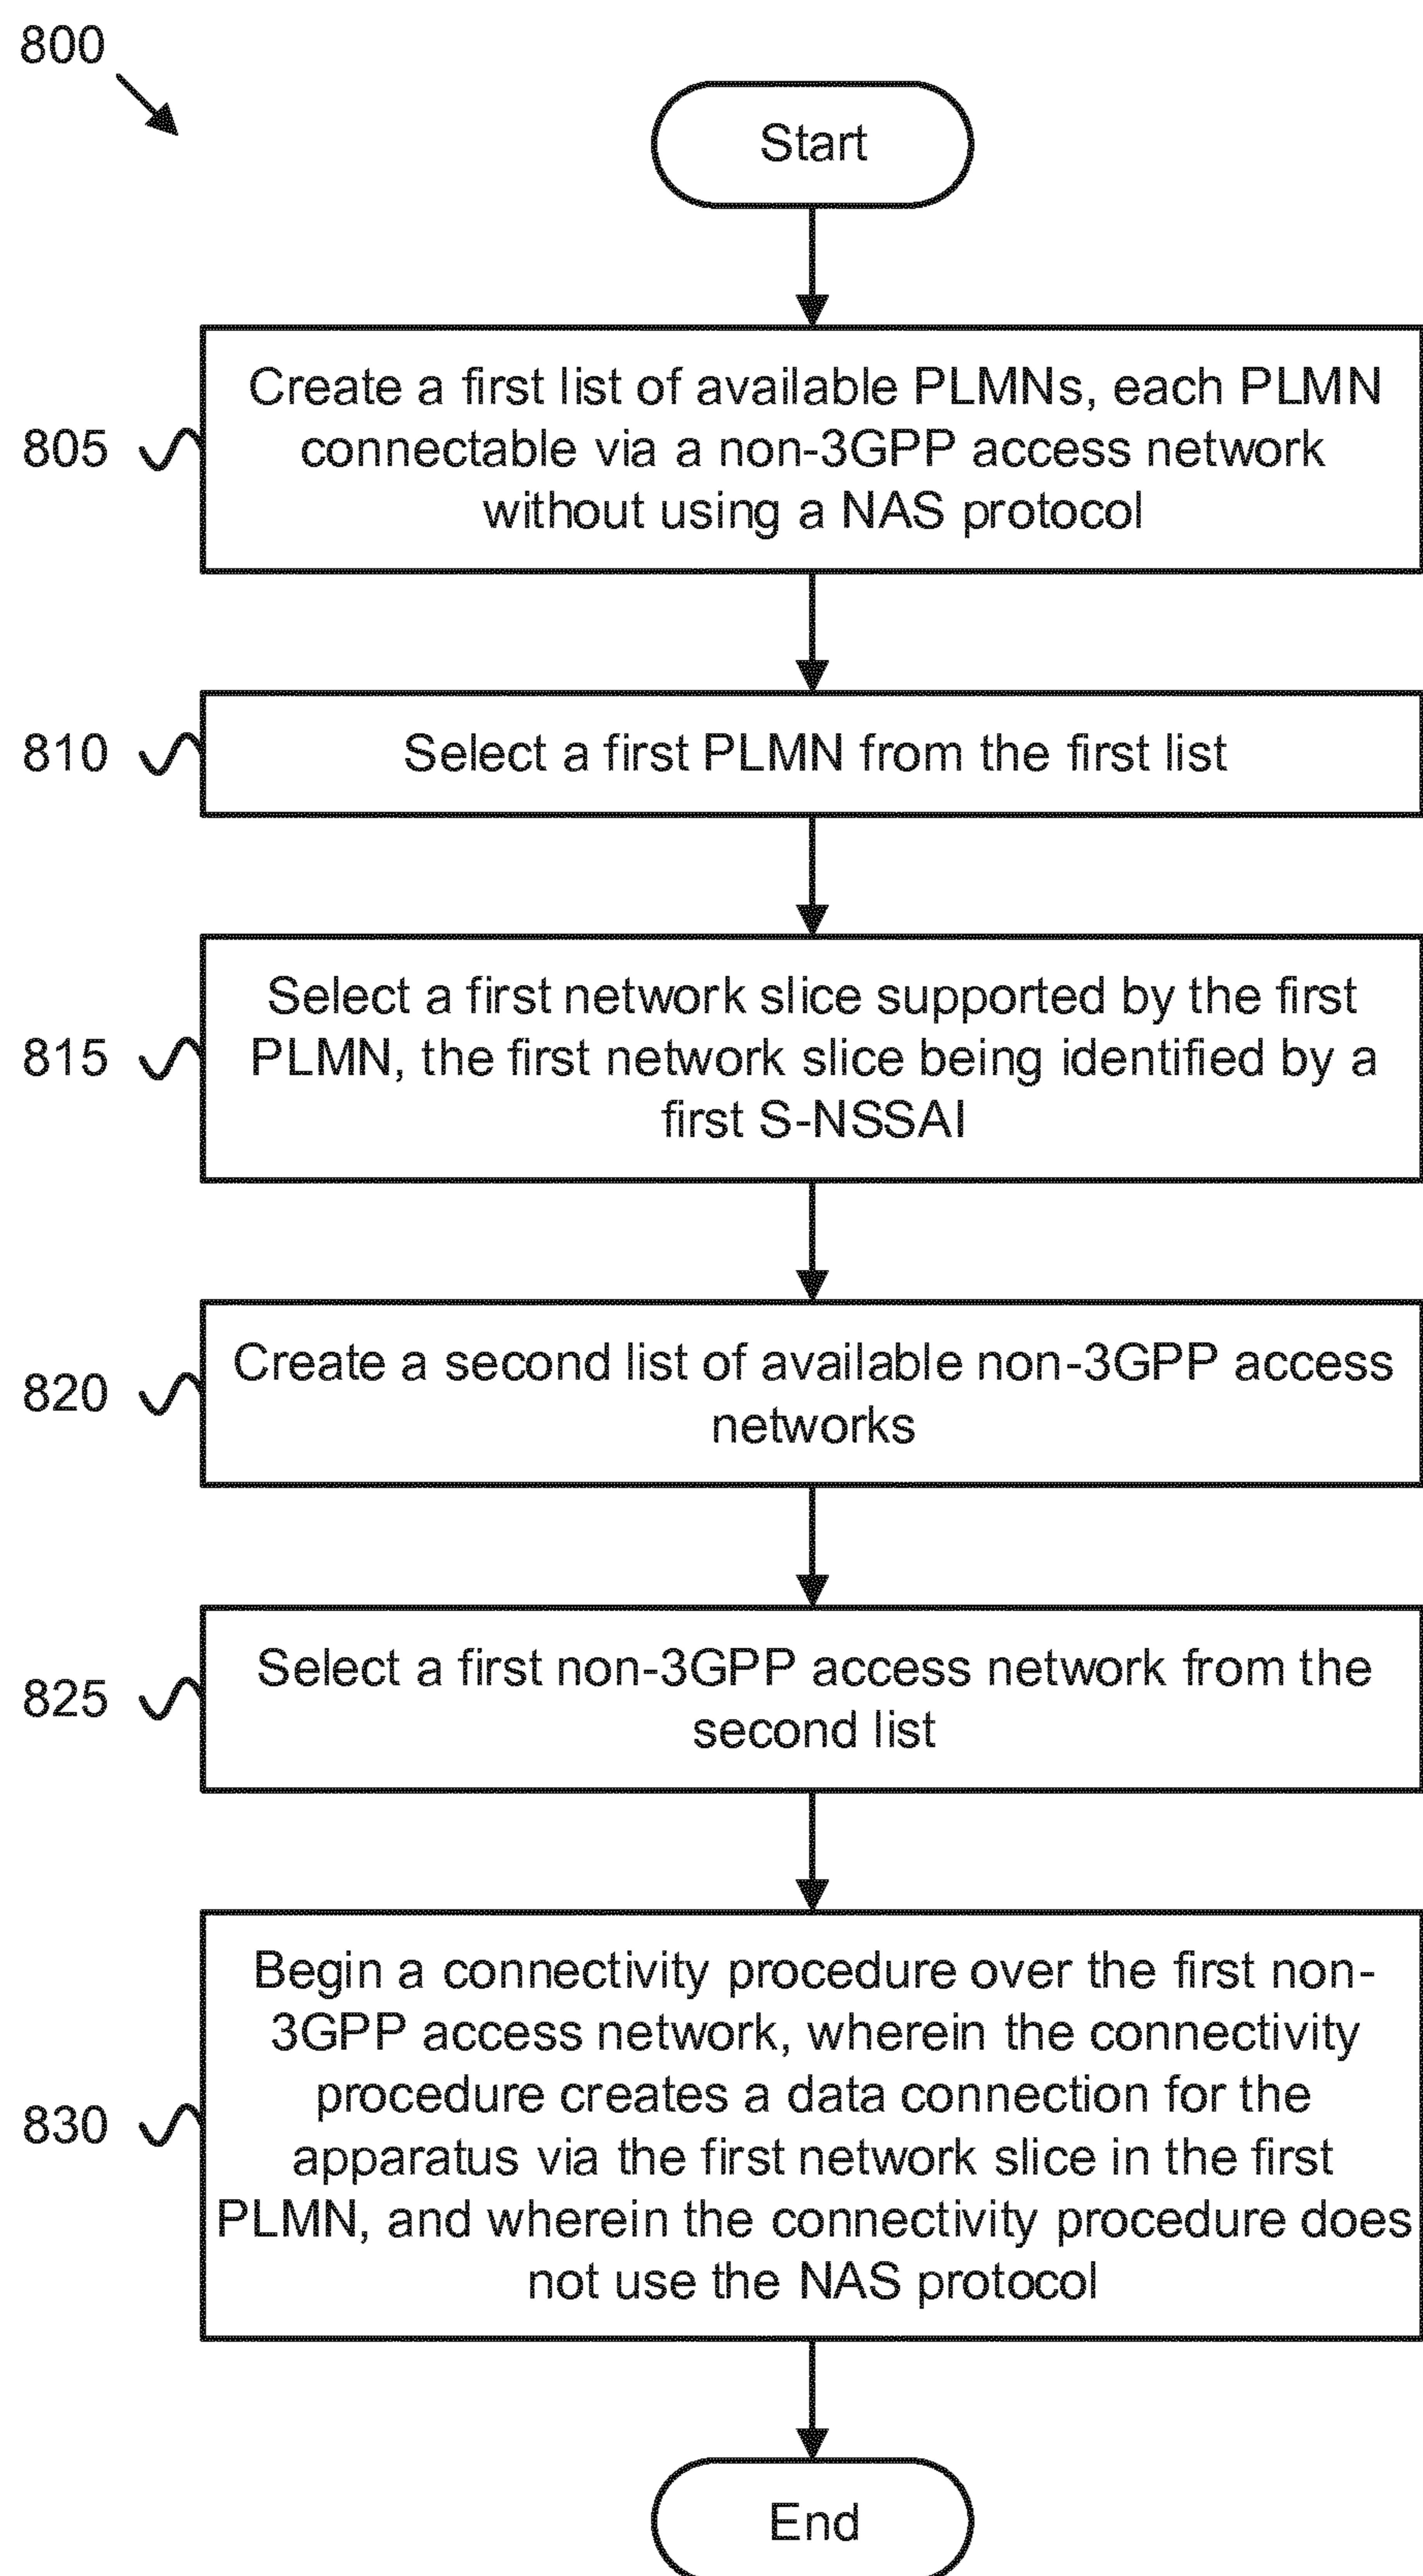 800
Start
805
Create a first list of available PLMNs, each PLMN
connectable via a non-3GPP access network
without using a NAS protocol
810
Select a first PLMN from the first list
815
Select a first network slice supported by the first
PLMN, the first network slice being identified by a
first S-NSSAI
820
Create a second list of available non-3GPP access
networks
825
Select a first non-3GPP access network from the
second list
830
Begin a connectivity procedure over the first non-
3GPP access network, wherein the connectivity
procedure creates a data connection for the
apparatus via the first network slice in the first
PLMN, and wherein the connectivity procedure does
not use the NAS protocol
End